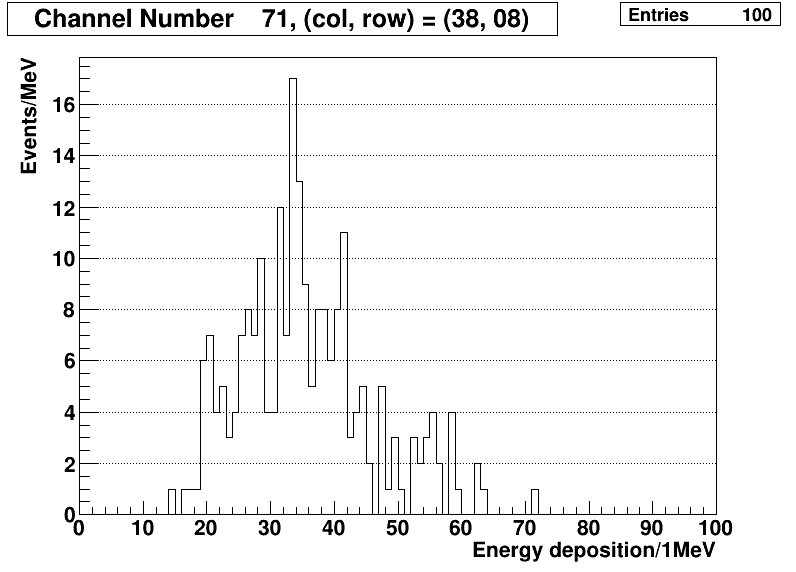 Channel Number 71, (col, row) = (38, 08)
Entries 100
Events/MeV
16
14
12
10
8
6
4
2
0
0 10 20 30 40 50 60 70 80 90 100
Energy deposition/1MeV